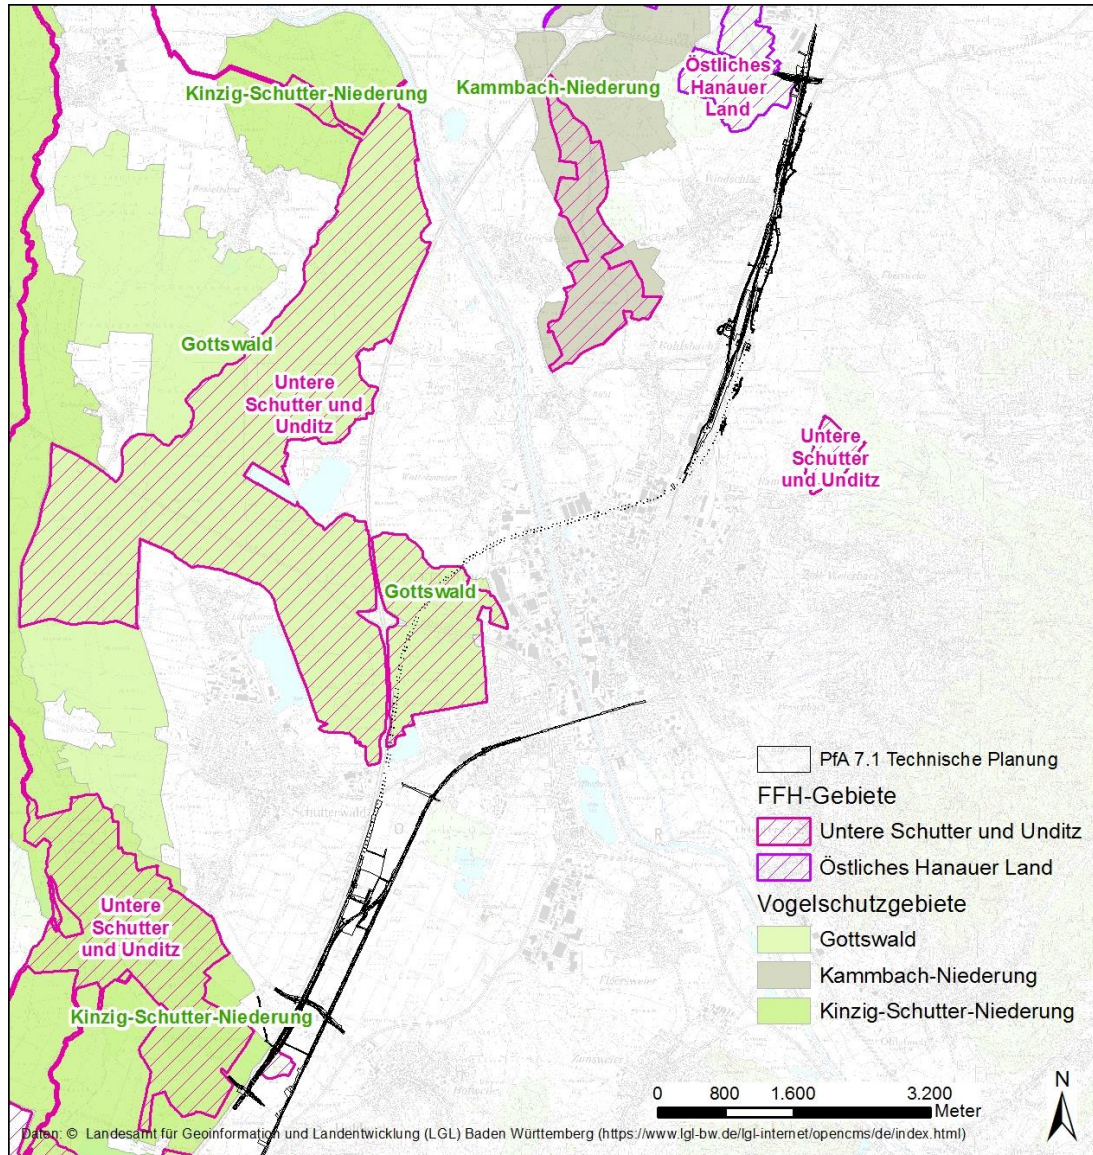 Kinzig-Schutter-Niederung
Kammbach-Niederung
Östliches
Hanauer
Land
Windschläg
Gottswald
Untere
Schutter und
Unditz
Untere
Schutter
und Unditz
Gottswald
Untere
Schutter
und Unditz
Kinzig-Schutter-Niederung
PfA 7.1 Technische Planung
FFH-Gebiete
Untere Schutter und Unditz
Östliches Hanauer Land
Vogelschutzgebiete
Gottswald
Kammbach-Niederung
Kinzig-Schutter-Niederung
0 800 1.600 3.200
Meter
N
Daten: © Landesamt für Geoinformation und Landentwicklung (LGL) Baden Württemberg (https://www.lgl-bw.de/lgl-internet/opencms/de/index.html)